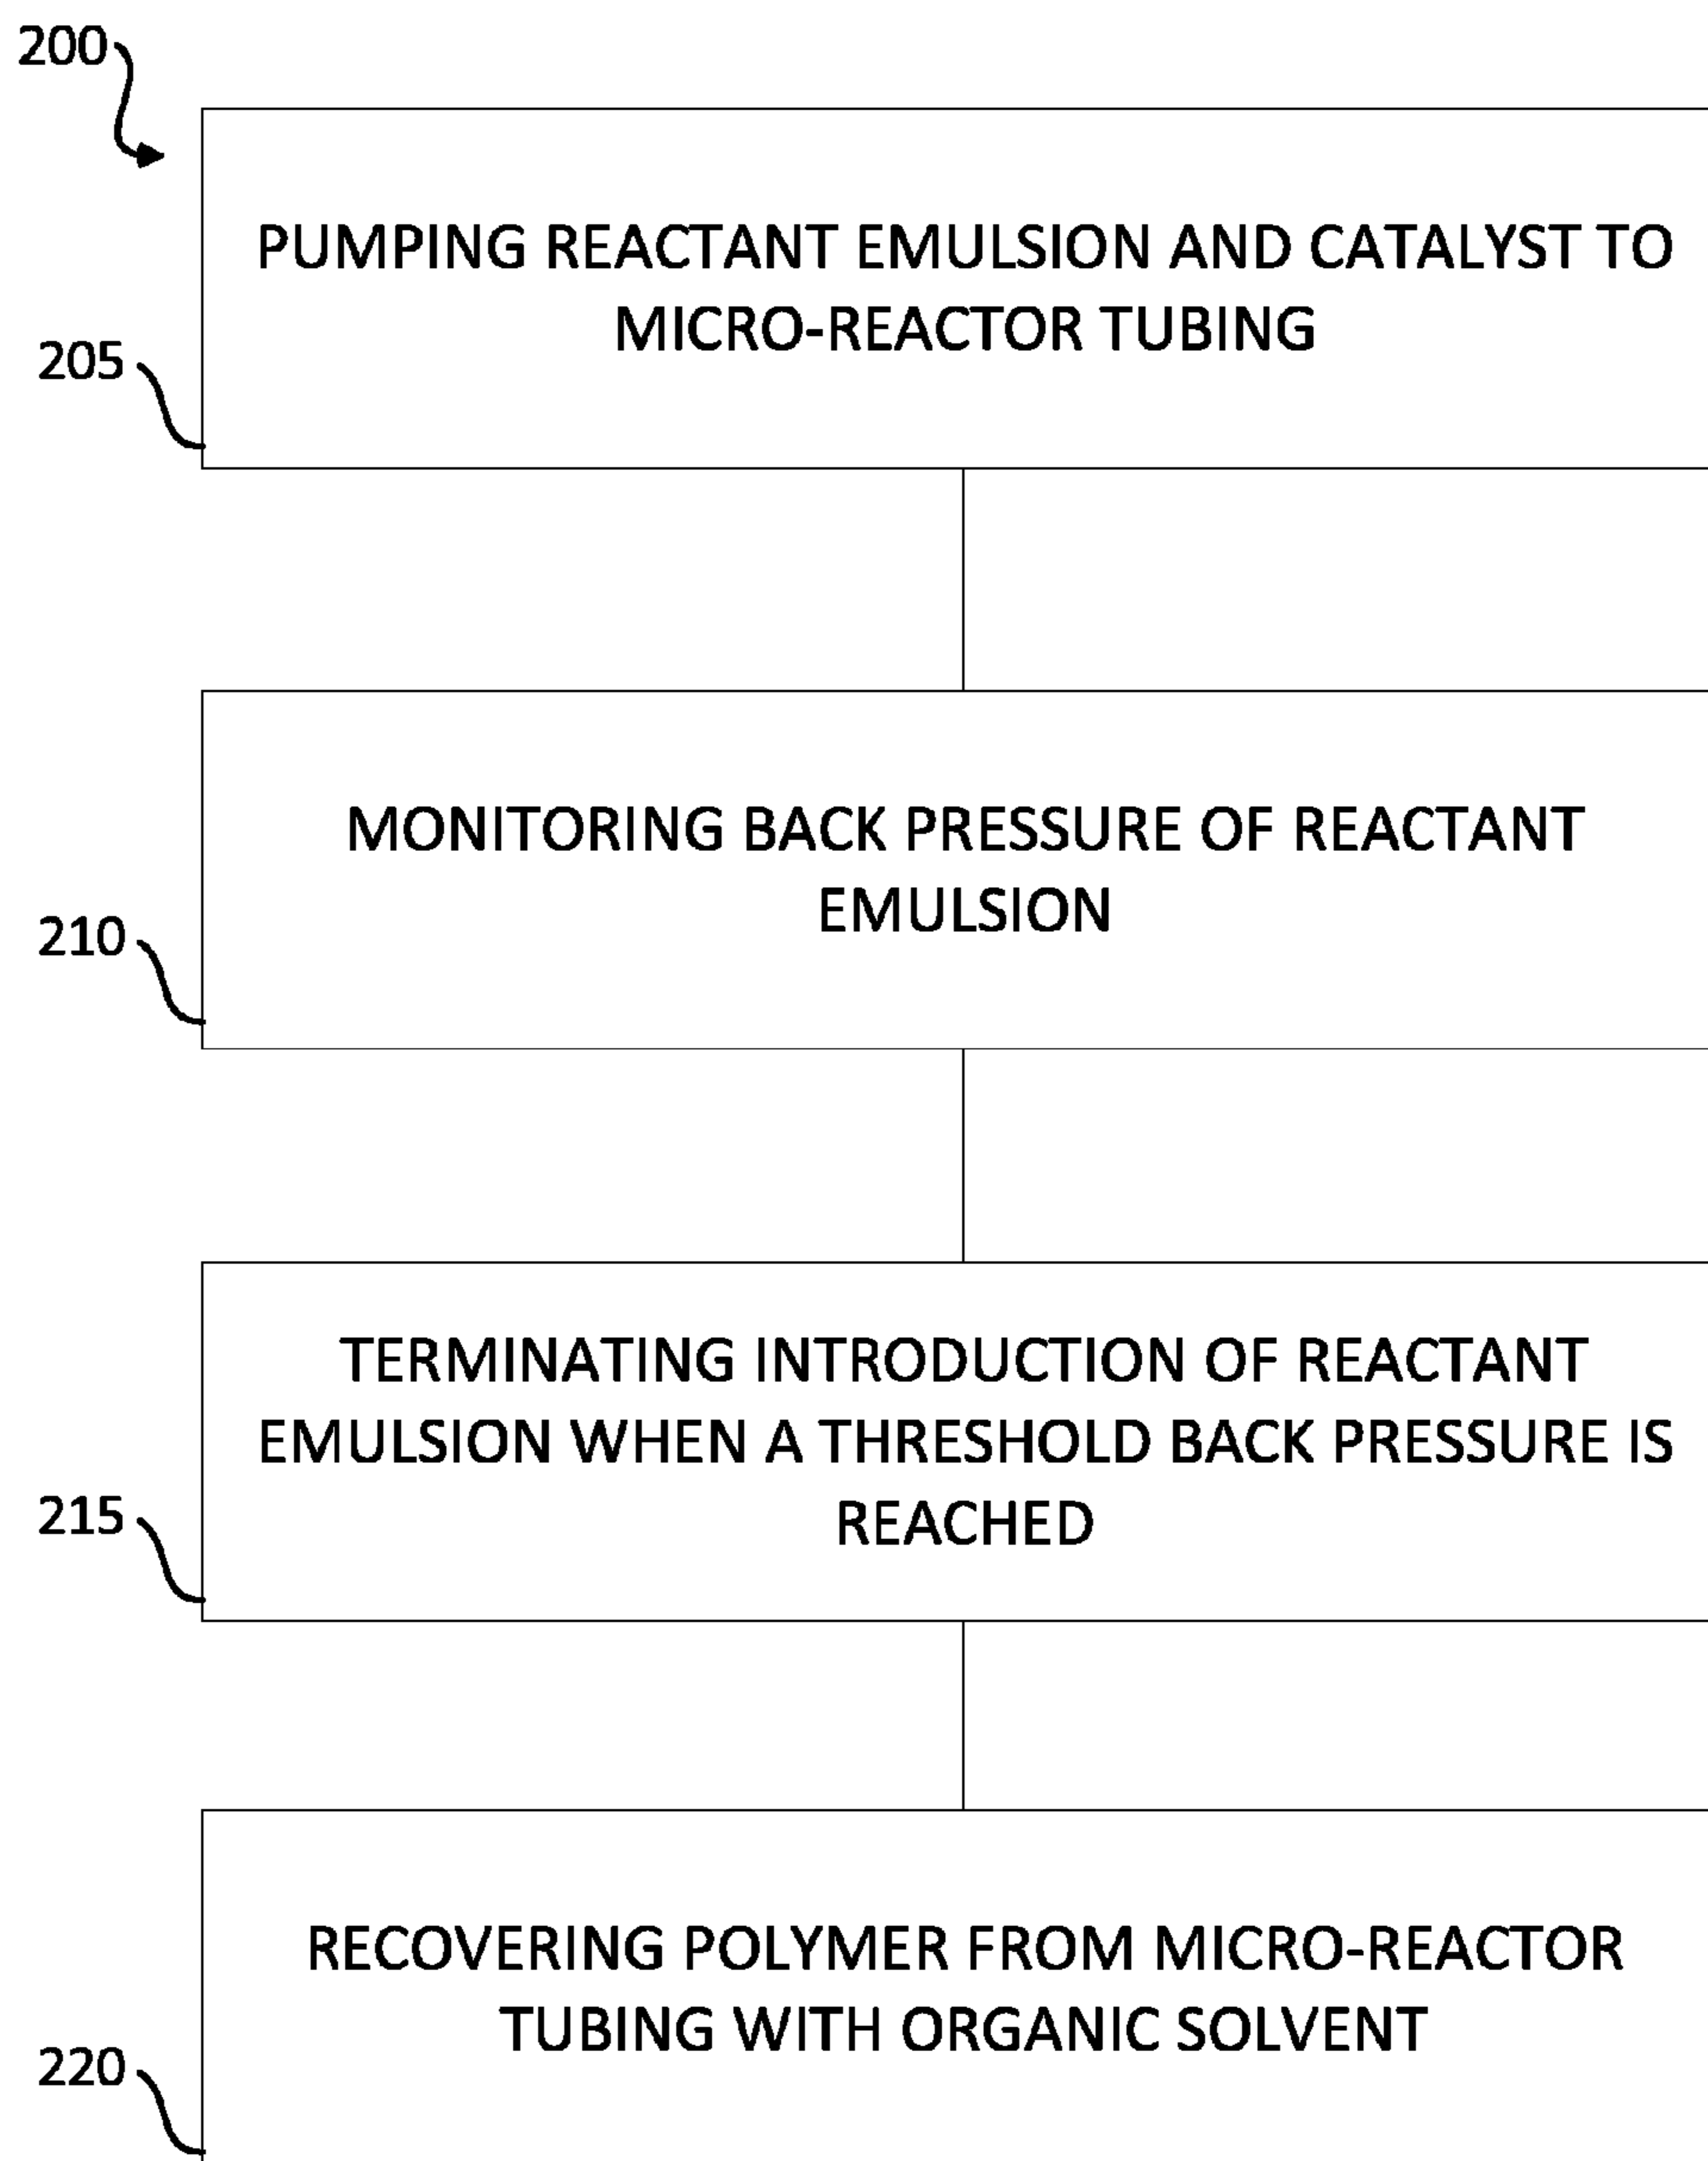 200
PUMPING REACTANT EMULSION AND CATALYST TO
MICRO-REACTOR TUBING
205
MONITORING BACK PRESSURE OF REACTANT
EMULSION
210
TERMINATING INTRODUCTION OF REACTANT
EMULSION WHEN A THRESHOLD BACK PRESSURE IS
REACHED
215
RECOVERING POLYMER FROM MICRO-REACTOR
TUBING WITH ORGANIC SOLVENT
220